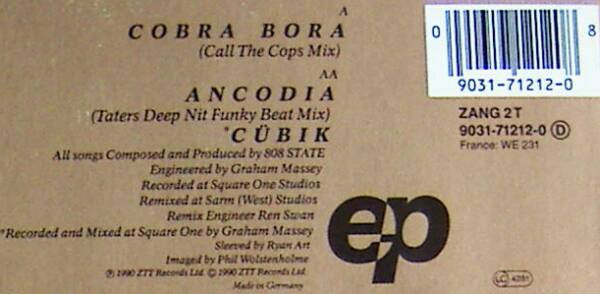 A
COBRA BORA
(Call The Cops Mix)
AA
ANCODIA
(Taters Deep Nit Funky Beat Mix)
*CÜBIK
All songs Composed and Produced by 808 STATE
Engineered by Graham Massey
Recorded at Square One Studios
Remixed at Sarm (West) Studios
Remix Engineer Ren Swan
*Recorded and Mixed at Square One by Graham Massey
Sleeved by Ryan Art
Imaged by Phil Wolstenholme
℗ 1990 ZTT Records Ltd. © 1990 ZTT Records Ltd.
Made in Germany
ep
0 8
9031-71212-0
ZANG 2 T
9031-71212-0 D
France: WE 231
LC 4281